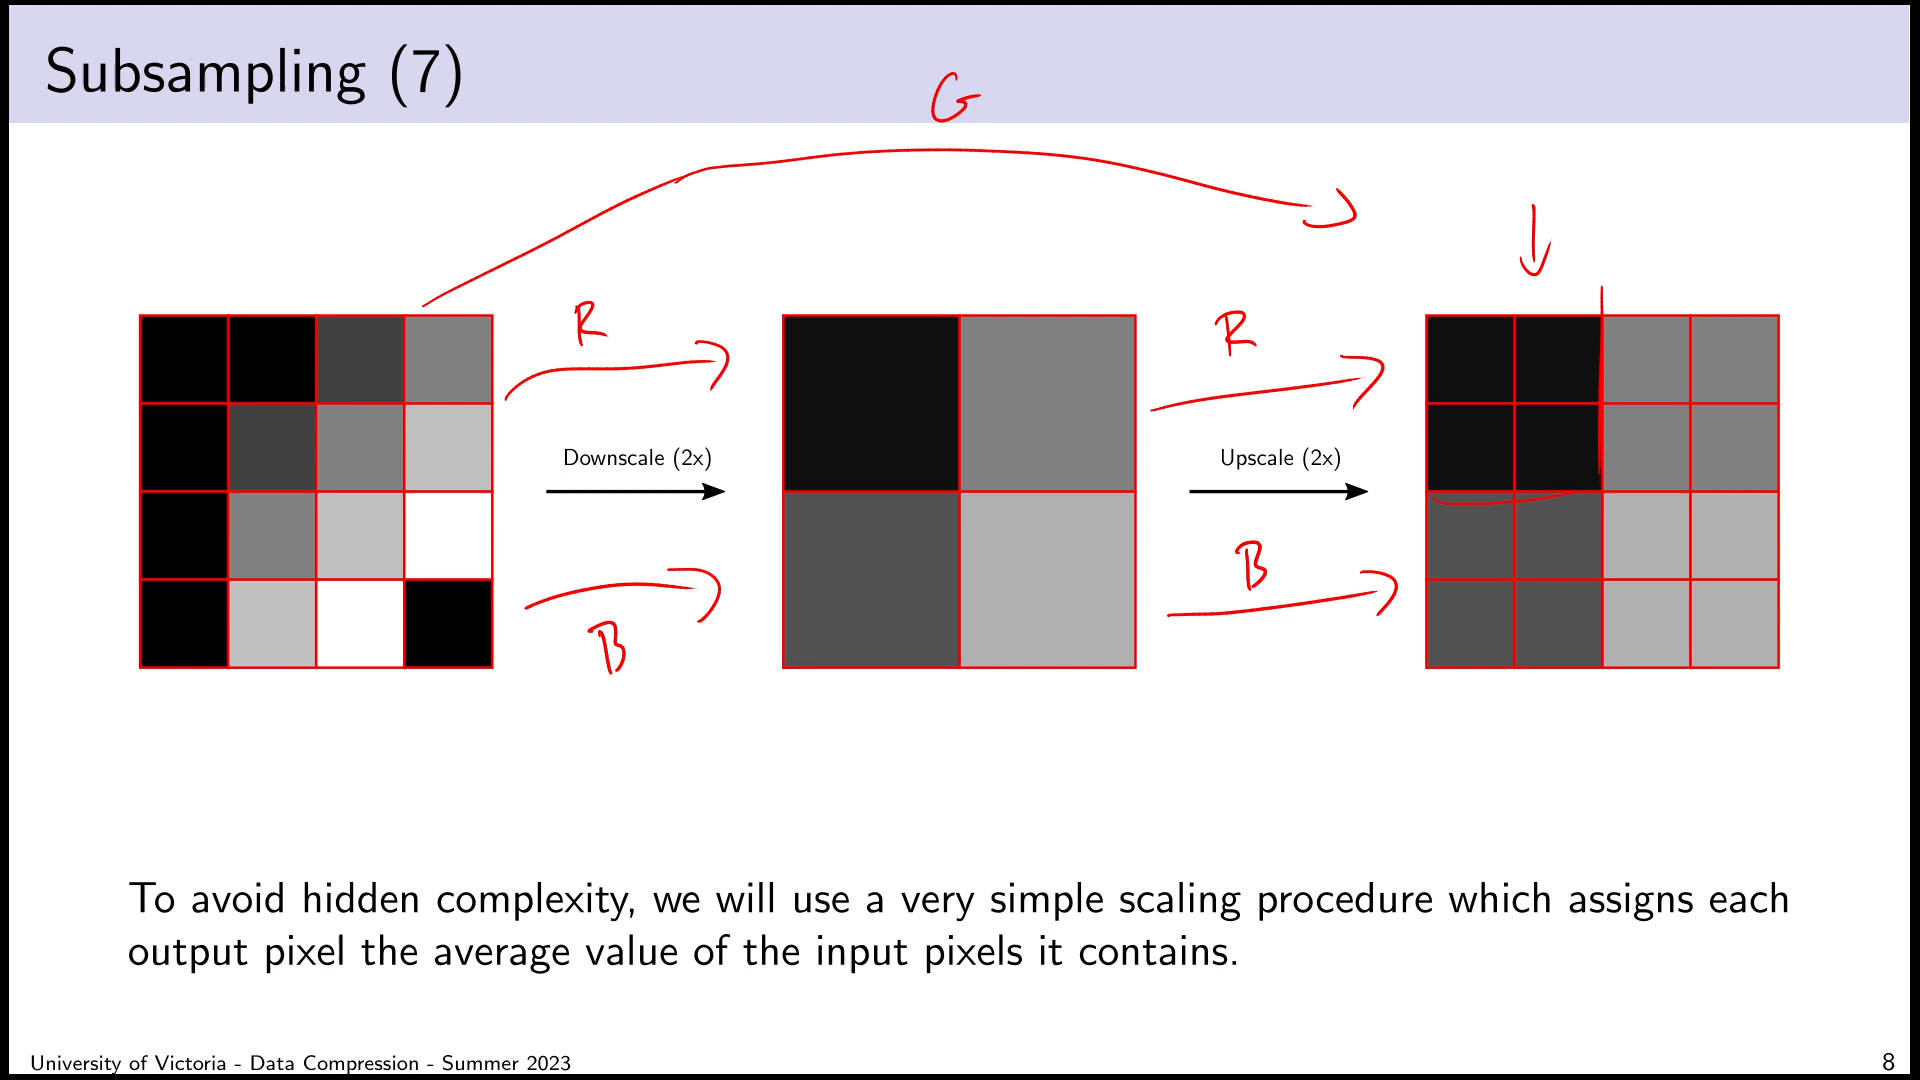 Subsampling (7)
G
R
R
Downscale (2x)
Upscale (2x)
B
B
To avoid hidden complexity, we will use a very simple scaling procedure which assigns each
output pixel the average value of the input pixels it contains.
University of Victoria - Data Compression - Summer 2023
8